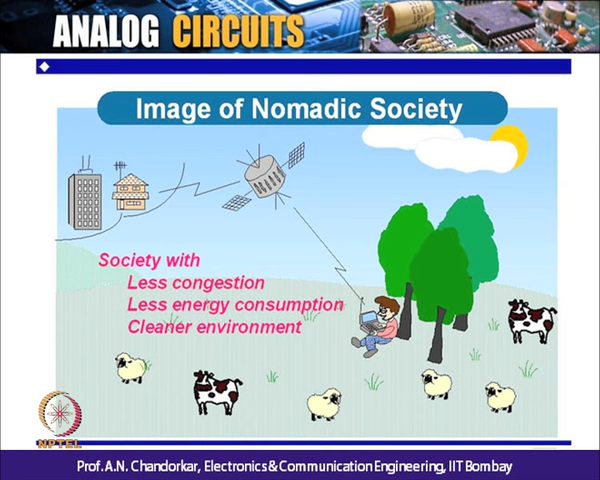 ANALOG CIRCUITS
Image of Nomadic Society
Society with
Less congestion
Less energy consumption
Cleaner environment
NPTEL
Prof. A.N. Chandorkar, Electronics & Communication Engineering, IIT Bombay